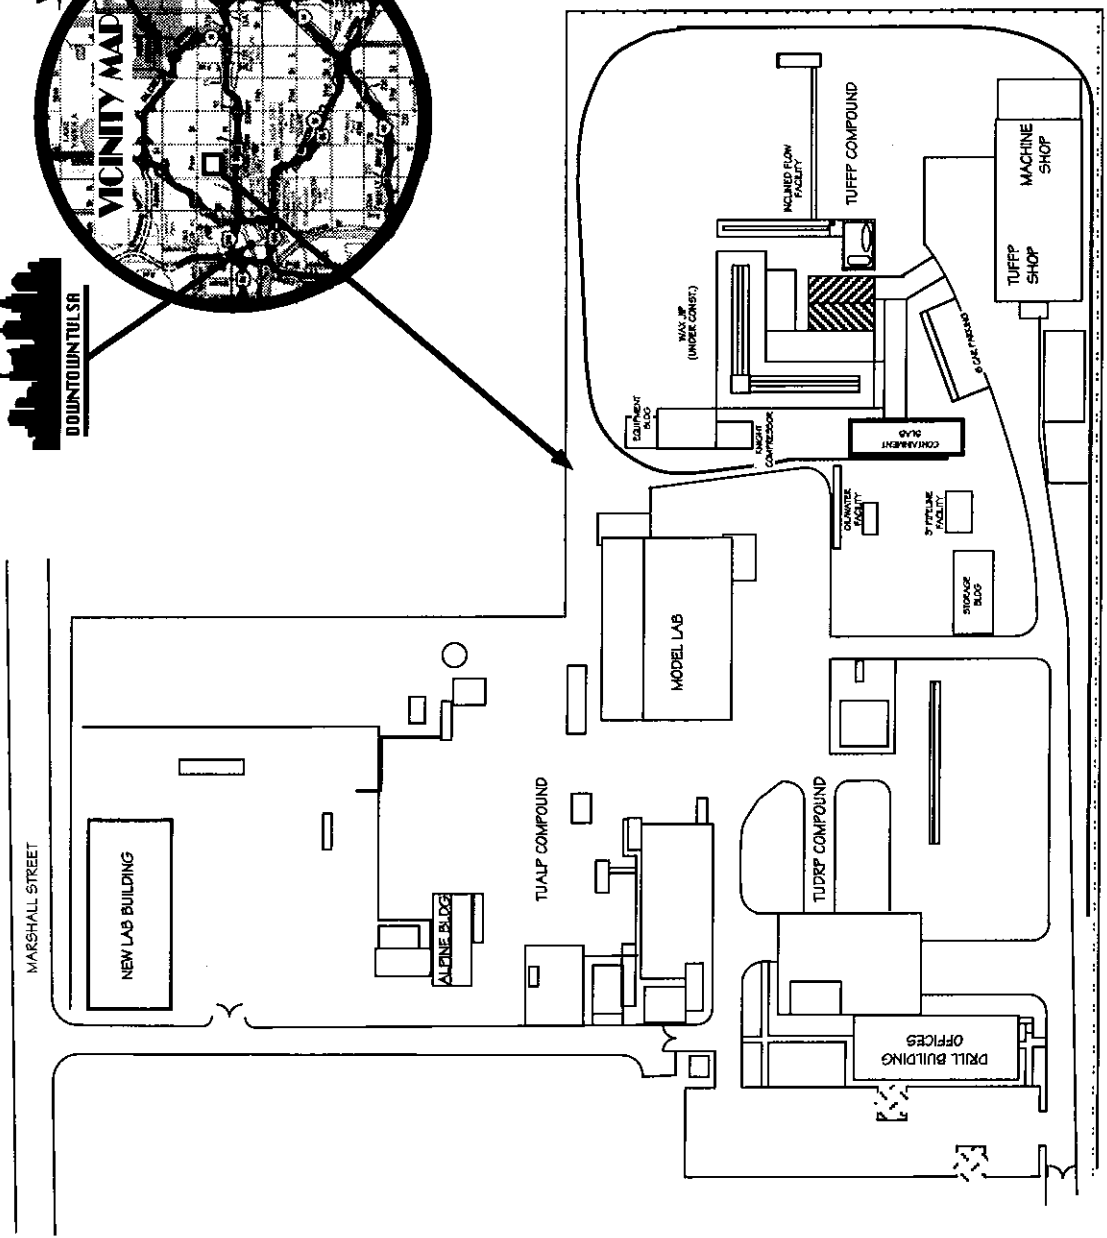 VICINITY MAP
DOWNTOWNTULSA
MARSHALL STREET
NEW LAB BUILDING
ALPINE BLDG
TUALP COMPOUND
MODEL LAB
TUDRP COMPOUND
DRILL BUILDING
OFFICES
EQUIPMENT
BLDG
KNIGHT
COMPRESSOR
WAX JIP
(UNDER CONST.)
INCLINED FLOW
FACILITY
TUFFP COMPOUND
CONTAINMENT
SLAB
6 CAR PARKING
OIL/WATER
FACILITY
3" PIPELINE
FACILITY
STORAGE
BLDG
TUFFP
SHOP
MACHINE
SHOP